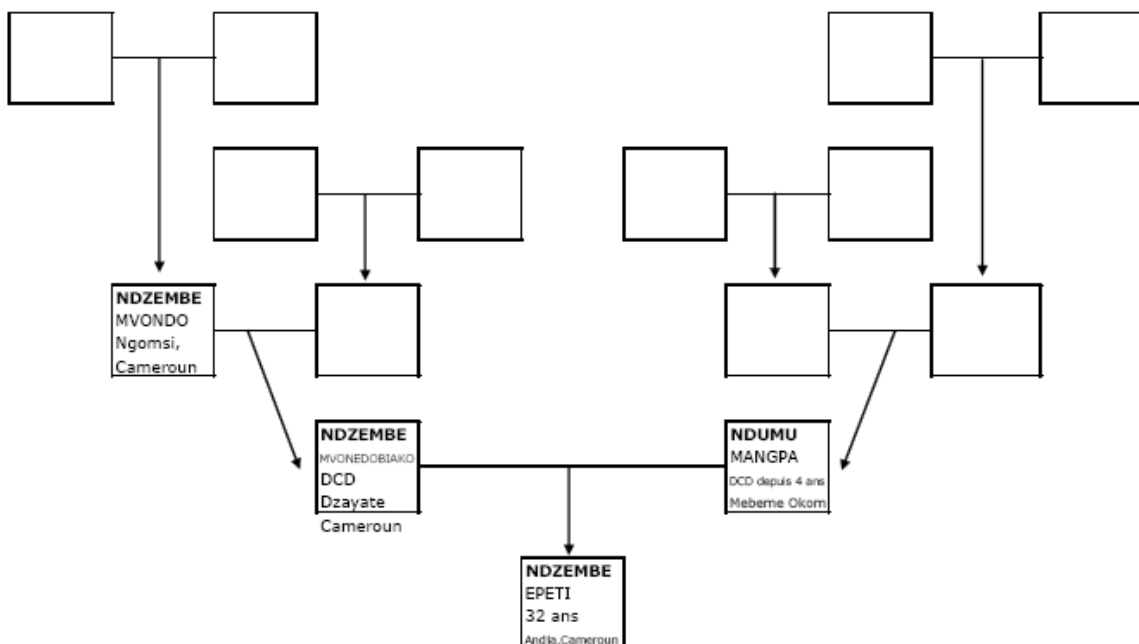 NDZEMBE
MVONDO
Ngomsi,
Cameroun
NDZEMBE
MVONEDOBIAKO
DCD
Dzayate
Cameroun
NDUMU
MANGPA
DCD depuis 4 ans
Mebeme Okom
NDZEMBE
EPETI
32 ans
Andja,Cameroun